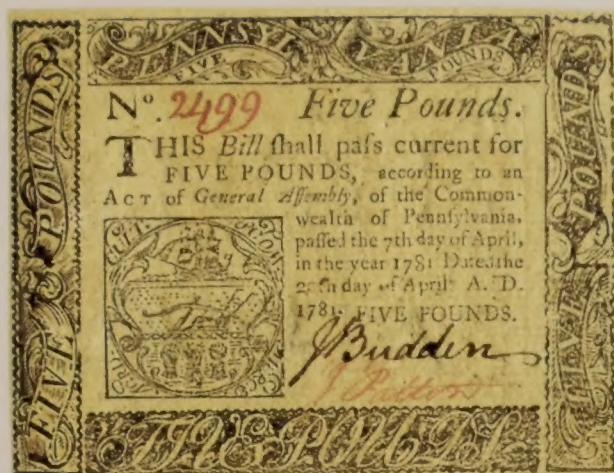 PENNSYLVANIA
FIVE POUNDS
No. 2499 Five Pounds.
THIS Bill ſhall paſs current for
FIVE POUNDS, according to an
ACT of General Aſſembly, of the Common-
wealth of Pennſylvania,
paſſed the 7th day of April,
in the year 1781 Dated the
day of April A. D.
1781. FIVE POUNDS.
J Budden
FIVE POUNDS
FIVE POUNDS